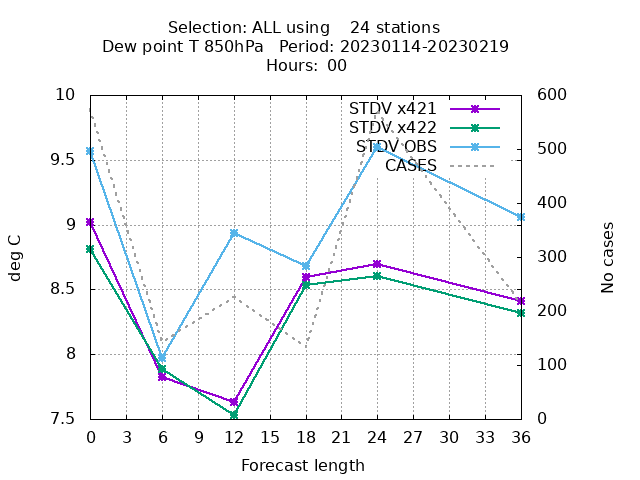 Selection: ALL using    24 stations
Dew point T 850hPa   Period: 20230114-20230219
Hours: 00
10
9.5
9
8.5
8
7.5
deg C
600
500
400
300
200
100
0
No cases
STDV x421
STDV x422
STDV OBS
CASES
0 3 6 9 12 15 18 21 24 27 30 33 36
Forecast length